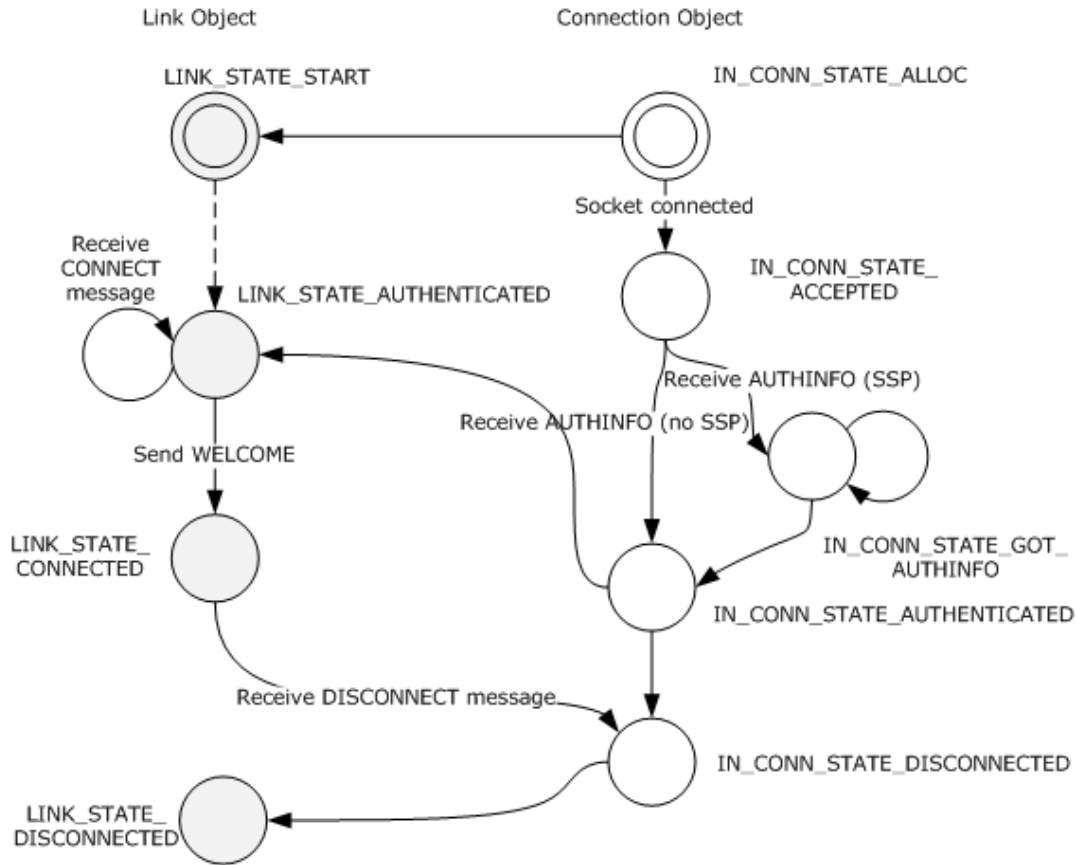 Link Object
Connection Object
LINK_STATE_START
IN_CONN_STATE_ALLOC
Socket connected
Receive
CONNECT
message
LINK_STATE_AUTHENTICATED
IN_CONN_STATE_
ACCEPTED
Receive AUTHINFO (SSP)
Receive AUTHINFO (no SSP)
Send WELCOME
LINK_STATE_
CONNECTED
IN_CONN_STATE_GOT_
AUTHINFO
IN_CONN_STATE_AUTHENTICATED
Receive DISCONNECT message
IN_CONN_STATE_DISCONNECTED
LINK_STATE_
DISCONNECTED